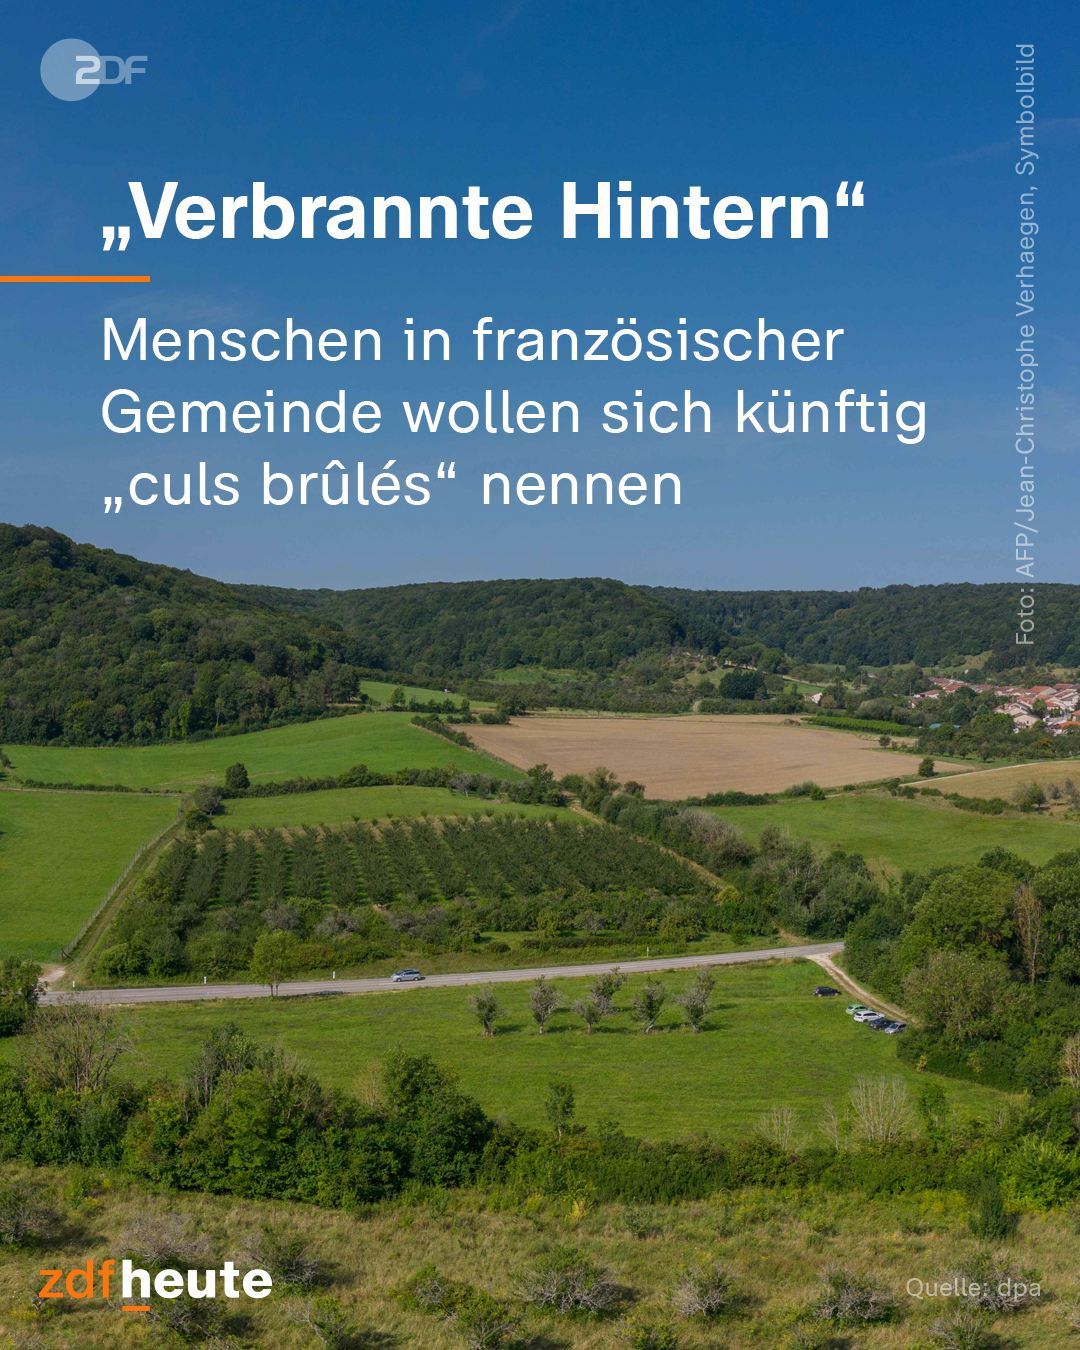 ZDF
„Verbrannte Hintern“
Menschen in französischer
Gemeinde wollen sich künftig
„culs brûlés“ nennen
Foto: AFP/Jean-Christophe Verhaegen, Symbolbild
zdfheute
Quelle: dpa